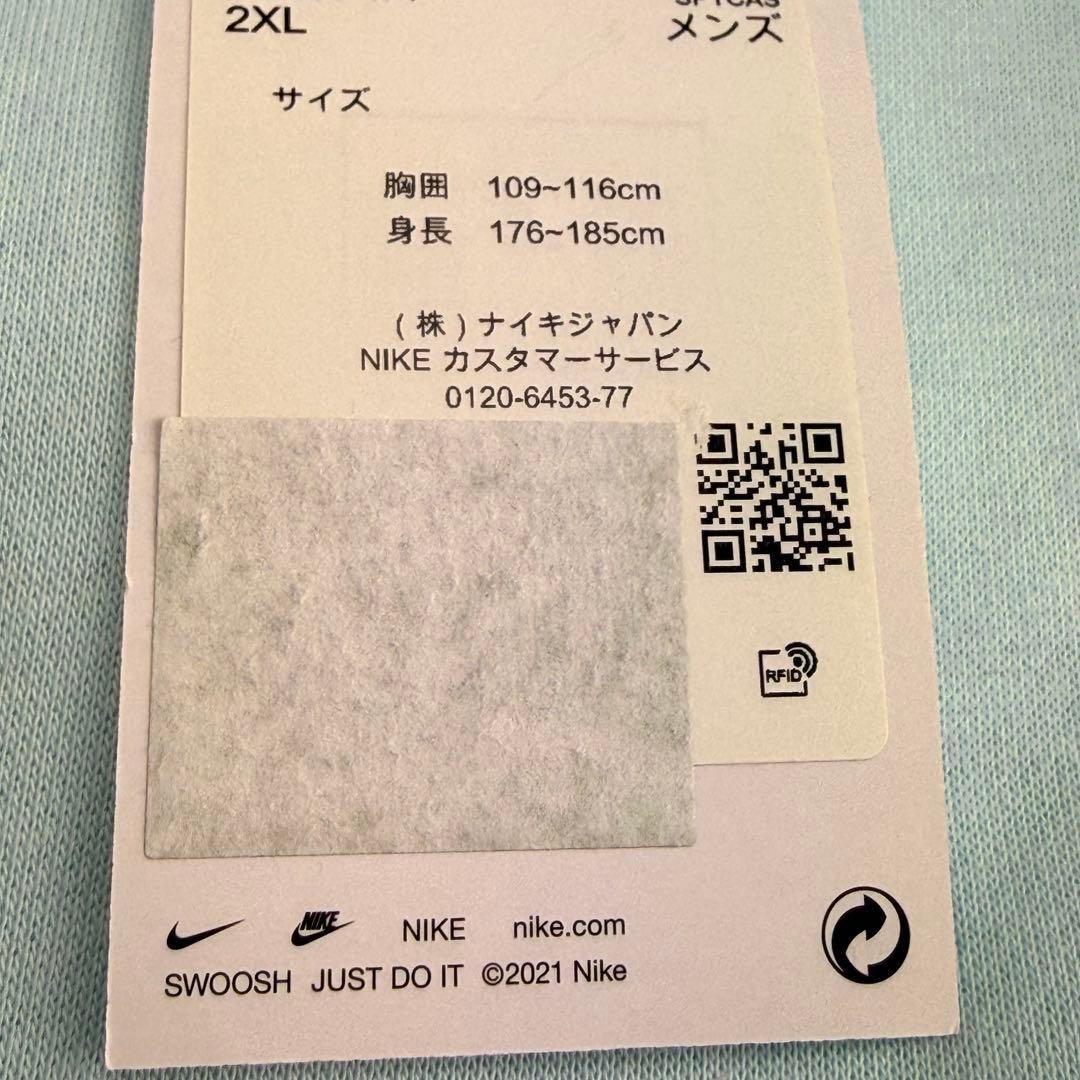 2XL
メンズ
サイズ
胸囲 109~116cm
身長 176~185cm
(株)ナイキジャパン
NIKE カスタマーサービス
0120-6453-77
RFID
NIKE NIKE nike.com
SWOOSH JUST DO IT ©2021 Nike